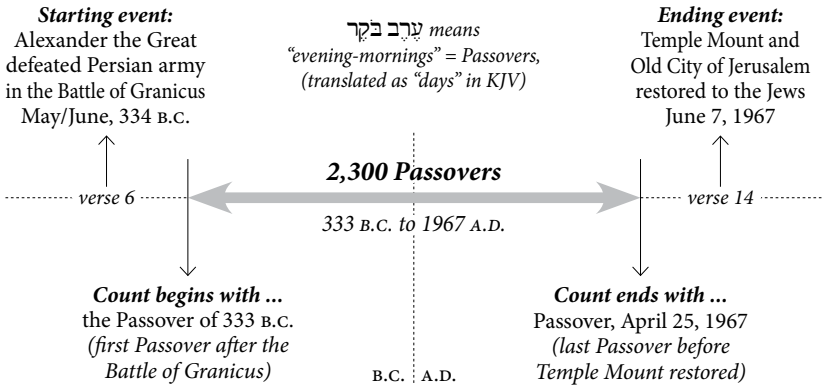 Starting event:
Alexander the Great
defeated Persian army
in the Battle of Granicus
May/June, 334 B.C.
עֶרֶב בֹּקֶר means
“evening-mornings” = Passovers,
(translated as “days” in KJV)
Ending event:
Temple Mount and
Old City of Jerusalem
restored to the Jews
June 7, 1967
2,300 Passovers
verse 6
verse 14
333 B.C. to 1967 A.D.
Count begins with ...
the Passover of 333 B.C.
(first Passover after the
Battle of Granicus)
Count ends with ...
Passover, April 25, 1967
(last Passover before
Temple Mount restored)
B.C. A.D.